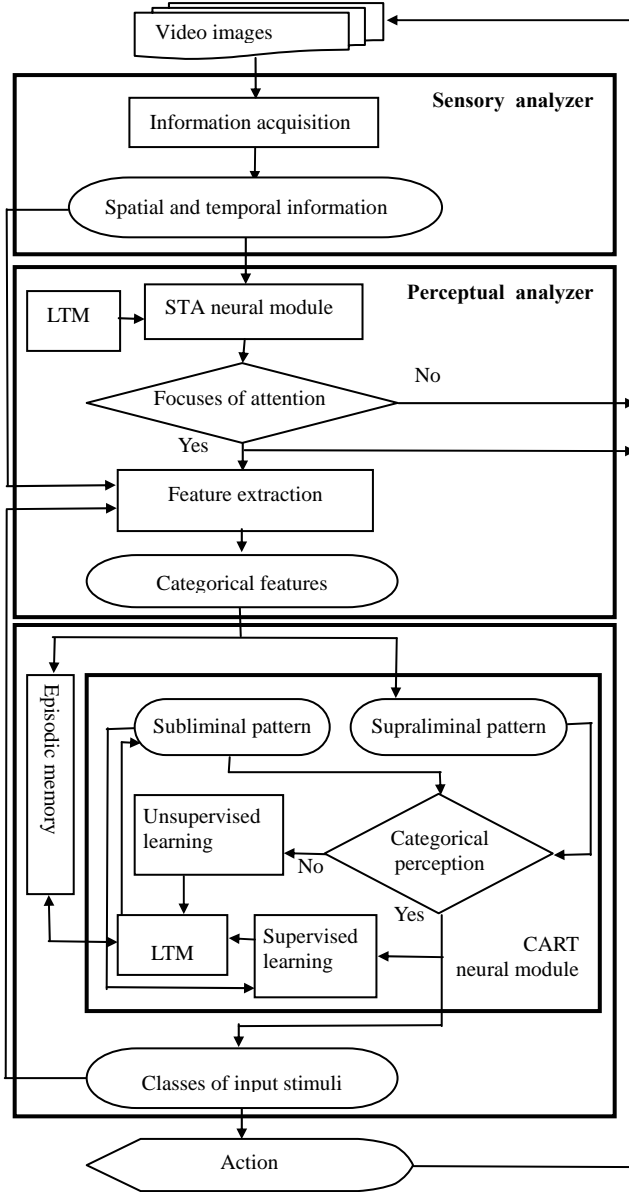 Video images
Sensory analyzer
Information acquisition
Spatial and temporal information
Perceptual analyzer
LTM
STA neural module
No
Focuses of attention
Yes
Feature extraction
Categorical features
Episodic memory
Subliminal pattern
Supraliminal pattern
Unsupervised
learning
Categorical
perception
No
Yes
LTM
Supervised
learning
CART
neural module
Classes of input stimuli
Action